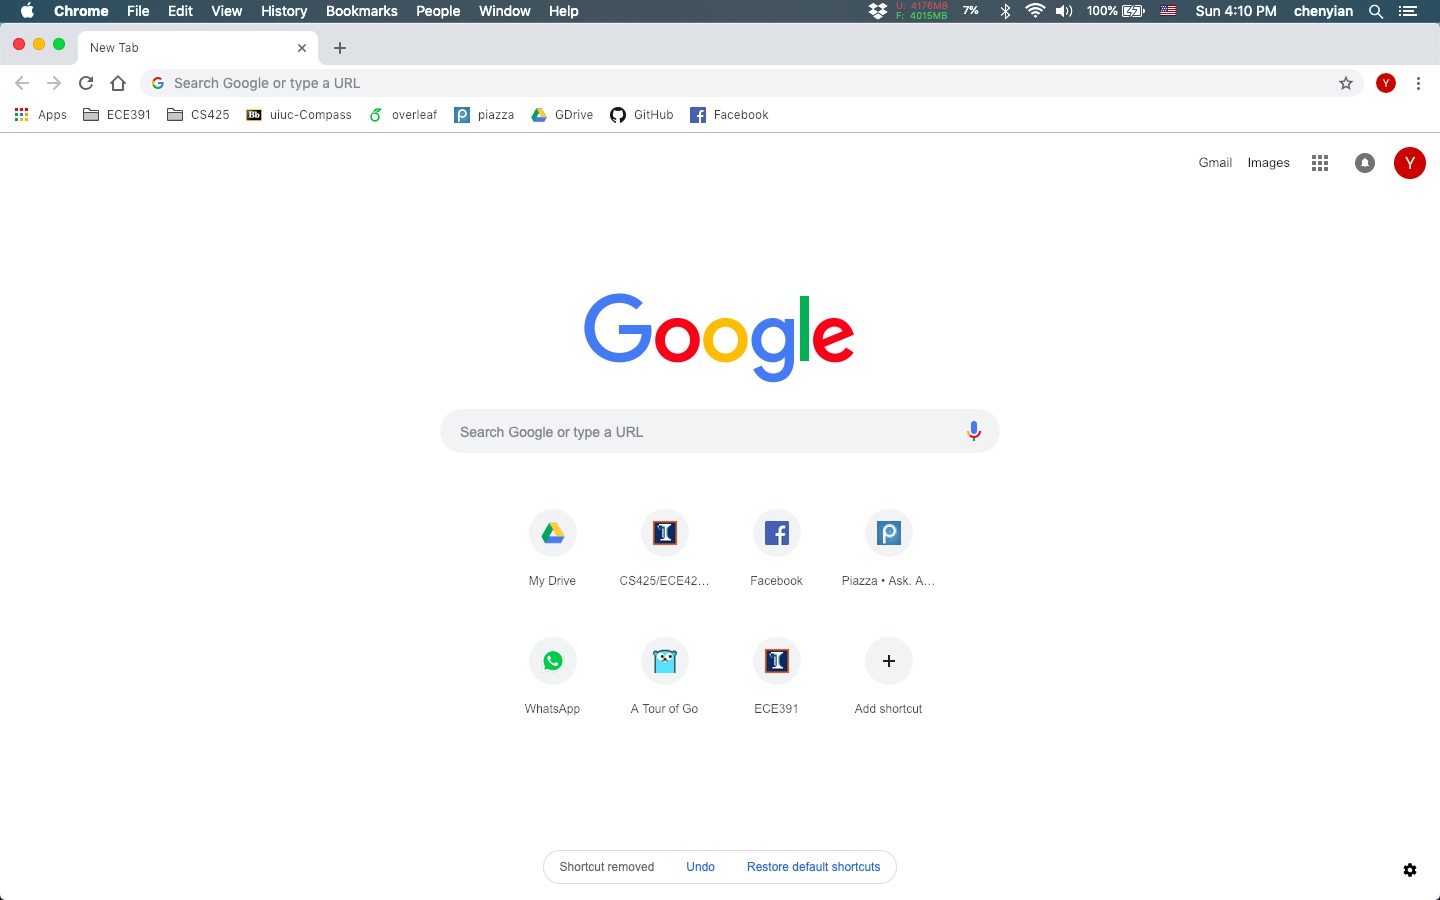 Chrome File Edit View History Bookmarks People Window Help U: 4176MB F: 4015MB 7% 100% Sun 4:10 PM chenyian
New Tab
Search Google or type a URL Y
Apps ECE391 CS425 Bb uiuc-Compass overleaf piazza GDrive GitHub Facebook
Gmail Images Y
Google
Search Google or type a URL
My Drive CS425/ECE42... Facebook Piazza • Ask. A...
WhatsApp A Tour of Go ECE391 Add shortcut
Shortcut removed Undo Restore default shortcuts